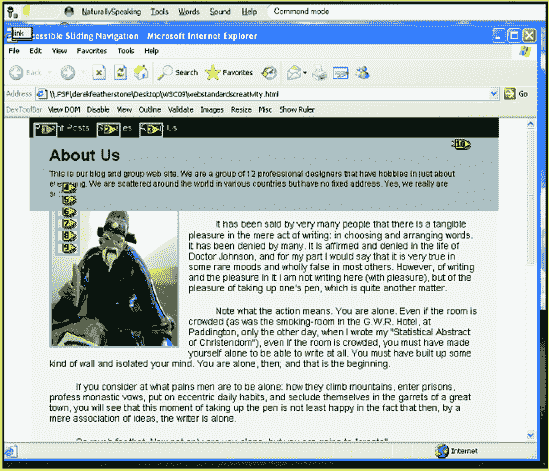 NaturallySpeaking Tools Words Sound Help Command mode
link
cessible Sliding Navigation - Microsoft Internet Explorer
File Edit View Favorites Tools Help
Back Search Favorites
Address \\.PSF\derekfeatherstone\Desktop\WSC09\webstandardscreativity.html Go
DevToolBar View DOM Disable View Outline Validate Images Resize Misc Show Ruler
t Posts es t Us
About Us
This is our blog and group web site. We are a group of 12 professional designers that have hobbies in just about
We are scattered around the world in various countries but have no fixed address. Yes, we really are
It has been said by very many people that there is a tangible
pleasure in the mere act of writing: in choosing and arranging words.
It has been denied by many. It is affirmed and denied in the life of
Doctor Johnson, and for my part I would say that it is very true in
some rare moods and wholly false in most others. However, of writing
and the pleasure in it I am not writing here (with pleasure), but of the
pleasure of taking up one's pen, which is quite another matter.
Note what the action means. You are alone. Even if the room is
crowded (as was the smoking-room in the G.W.R. Hotel, at
Paddington, only the other day, when I wrote my "Statistical Abstract
of Christendom"), even if the room is crowded, you must have made
yourself alone to be able to write at all. You must have built up some
kind of wall and isolated your mind. You are alone, then; and that is the beginning.
If you consider at what pains men are to be alone: how they climb mountains, enter prisons,
profess monastic vows, put on eccentric daily habits, and seclude themselves in the garrets of a great
town, you will see that this moment of taking up the pen is not least happy in the fact that then, by a
mere association of ideas, the writer is alone.
Internet